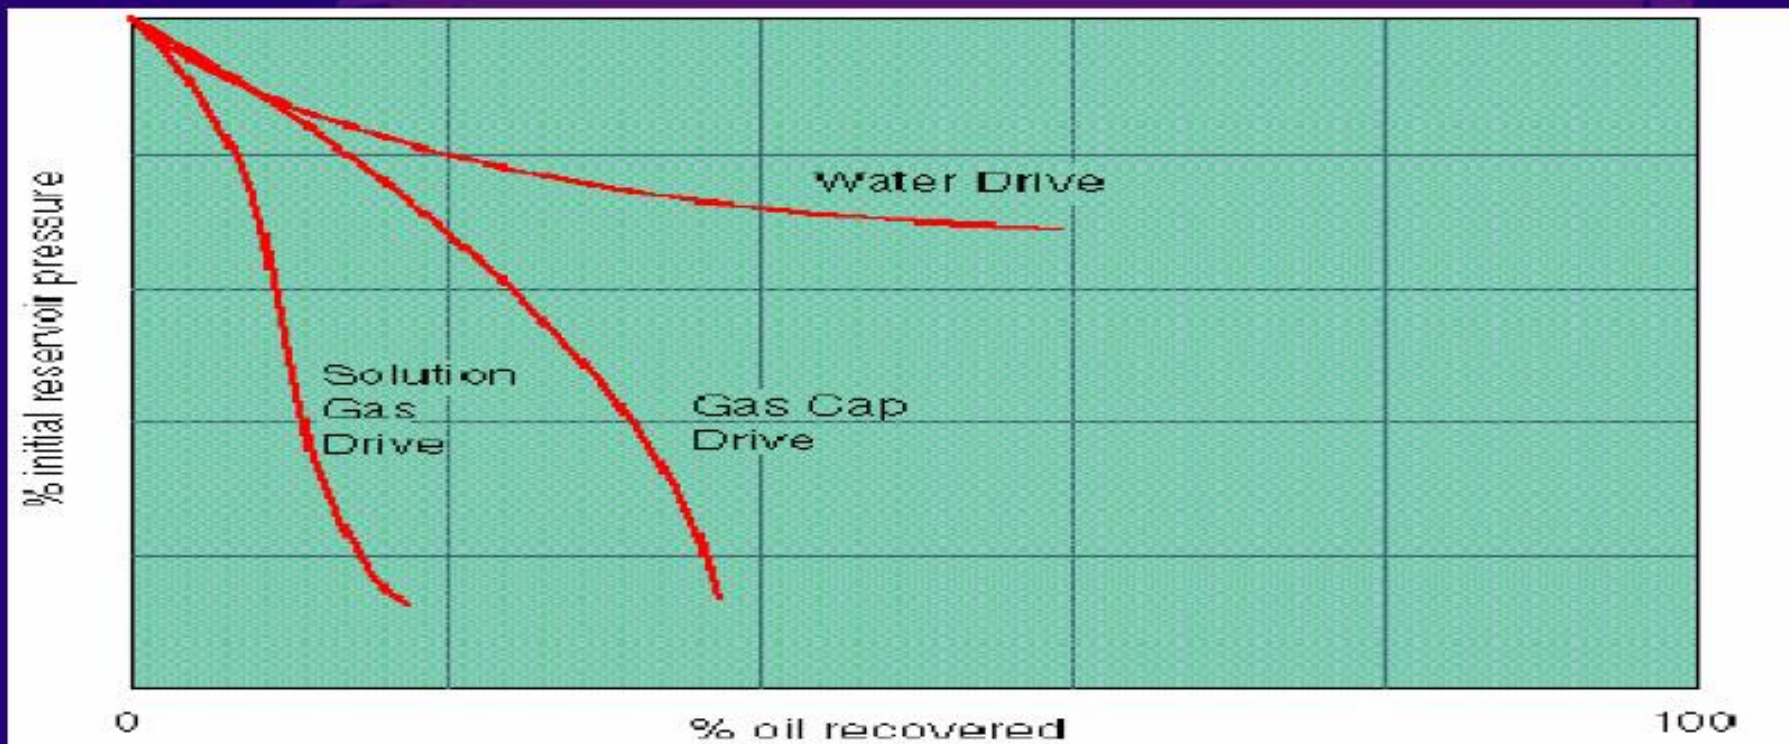 % initial reservoir pressure
Water Drive
Solution
Gas
Drive
Gas Cap
Drive
0
% oil recovered
100